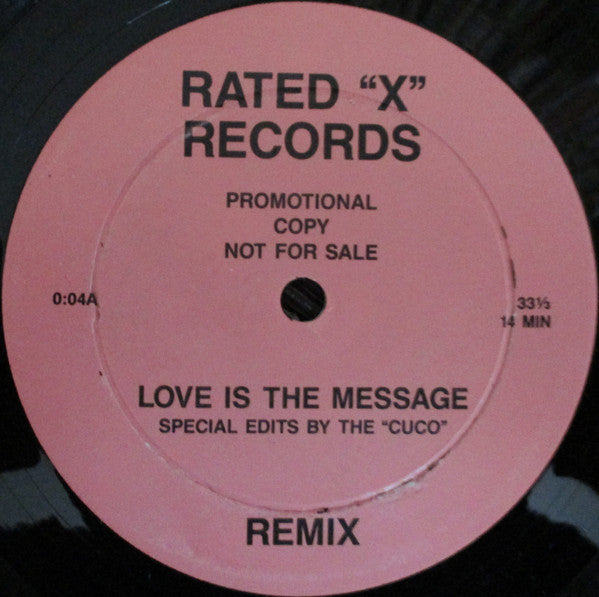 RATED “X”
RECORDS
PROMOTIONAL
COPY
NOT FOR SALE
0:04A
33⅓
14 MIN
LOVE IS THE MESSAGE
SPECIAL EDITS BY THE “CUCO”
REMIX